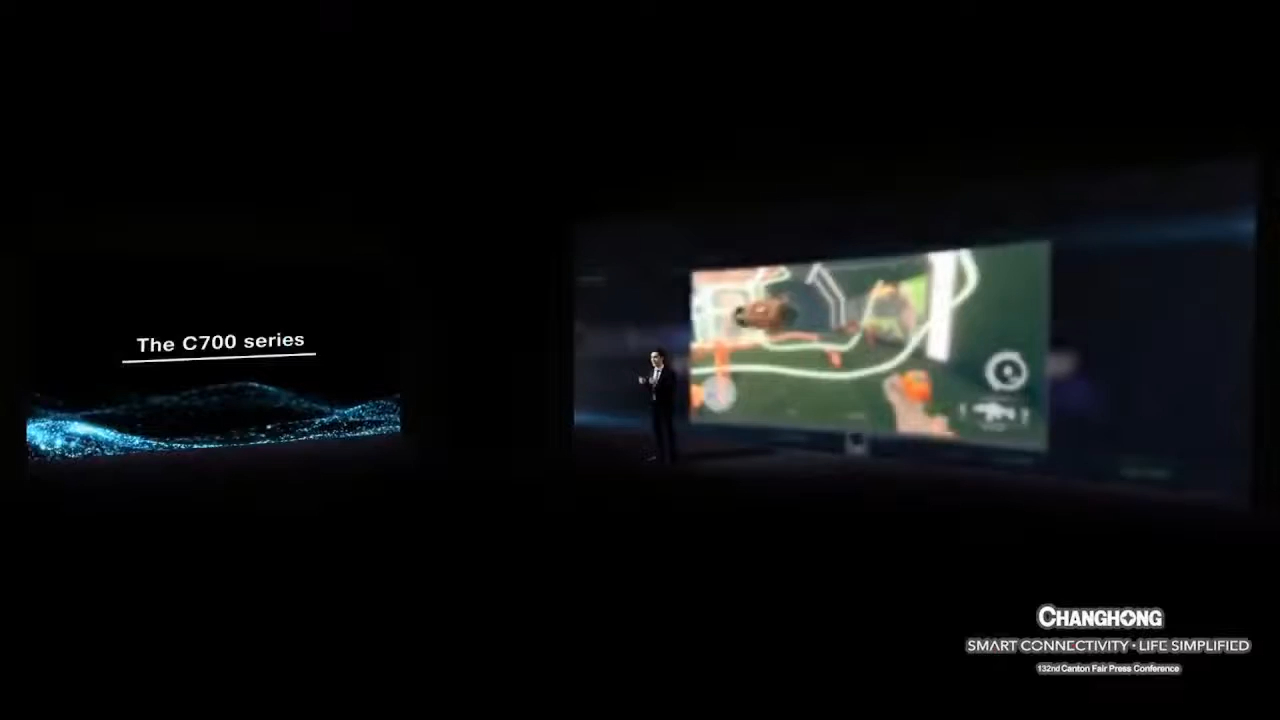 The C700 series
CHANGHONG
SMART CONNECTIVITY · LIFE SIMPLIFIED
132nd Canton Fair Press Conference